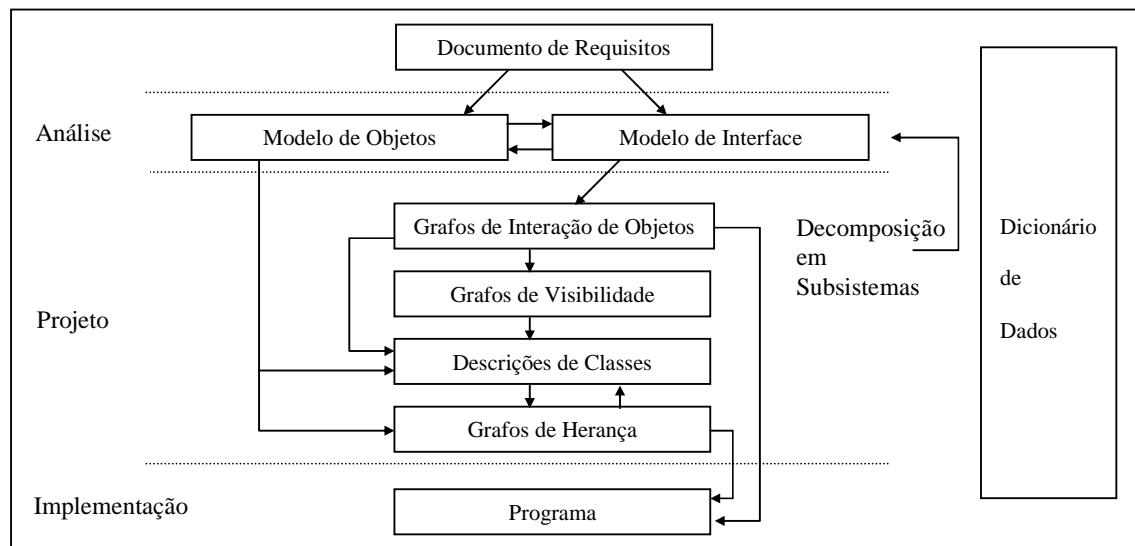 Documento de Requisitos
Análise
Modelo de Objetos
Modelo de Interface
Grafos de Interação de Objetos
Decomposição
em
Subsistemas
Dicionário
de
Dados
Grafos de Visibilidade
Projeto
Descrições de Classes
Grafos de Herança
Implementação
Programa